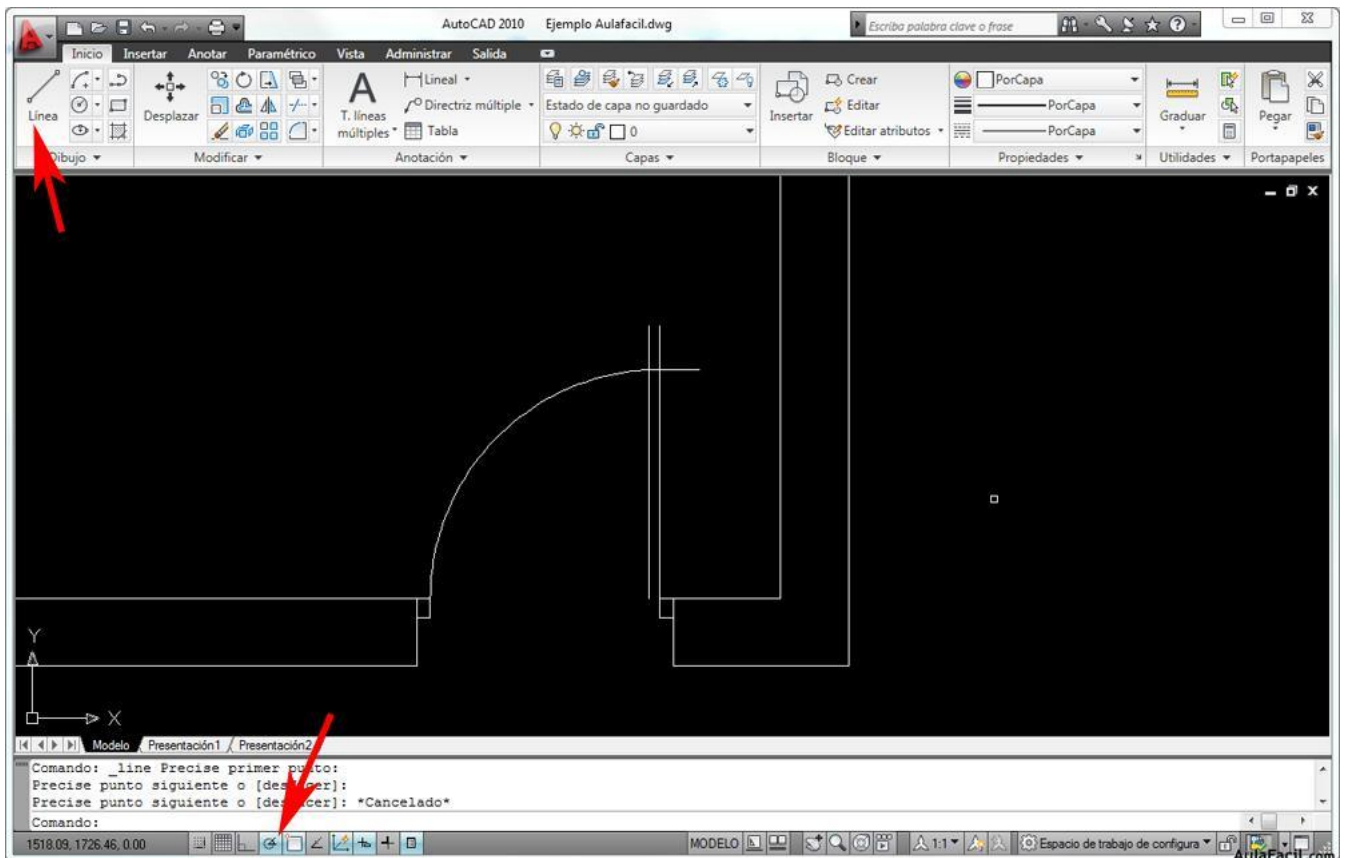 AutoCAD 2010 Ejemplo Aulafacil.dwg
Escriba palabra clave o frase
Inicio Insertar Anotar Paramétrico Vista Administrar Salida
Línea
Desplazar
A
T. líneas múltiples
Lineal
Directriz múltiple
Tabla
Estado de capa no guardado
0
Insertar
Crear
Editar
Editar atributos
PorCapa
PorCapa
PorCapa
Graduar
Pegar
Dibujo Modificar Anotación Capas Bloque Propiedades Utilidades Portapapeles
Y
X
Modelo Presentación1 Presentación2
Comando: _line Precise primer punto:
Precise punto siguiente o [deshacer]:
Precise punto siguiente o [deshacer]: *Cancelado*
Comando:
1518.09, 1726.46, 0.00 MODELO 1:1 Espacio de trabajo de configura
AulaFacil.com